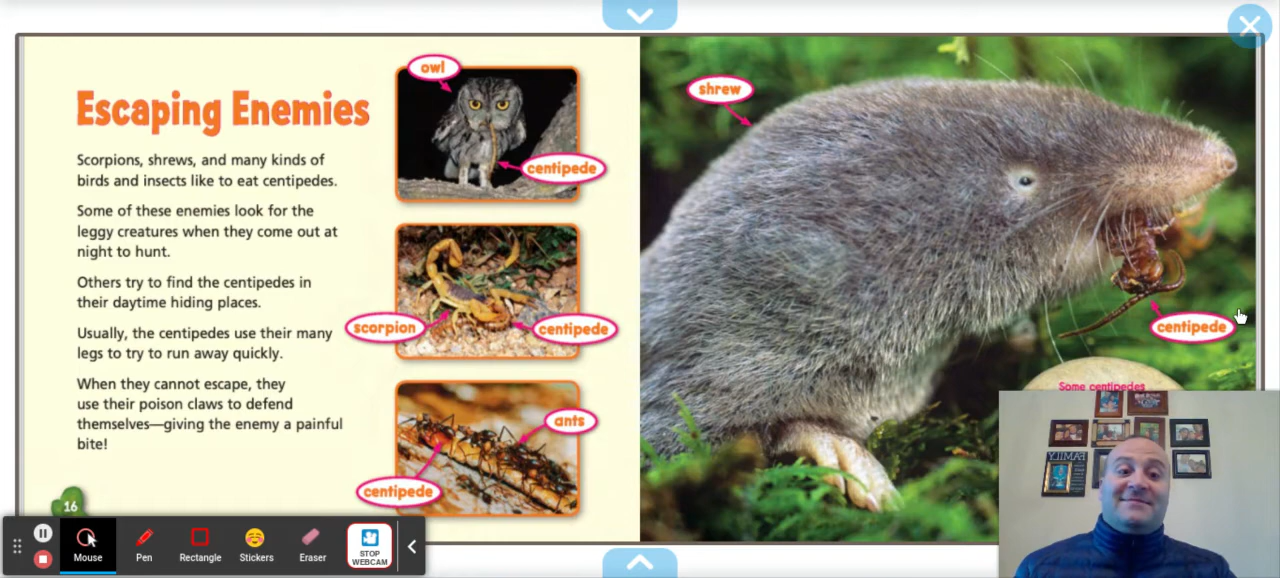 Escaping Enemies
Scorpions, shrews, and many kinds of
birds and insects like to eat centipedes.
Some of these enemies look for the
leggy creatures when they come out at
night to hunt.
Others try to find the centipedes in
their daytime hiding places.
Usually, the centipedes use their many
legs to try to run away quickly.
When they cannot escape, they
use their poison claws to defend
themselves—giving the enemy a painful
bite!
16
owl
centipede
scorpion
centipede
ants
centipede
shrew
centipede
Some centipedes
FAMILY
Mouse
Pen
Rectangle
Stickers
Eraser
STOP
WEBCAM